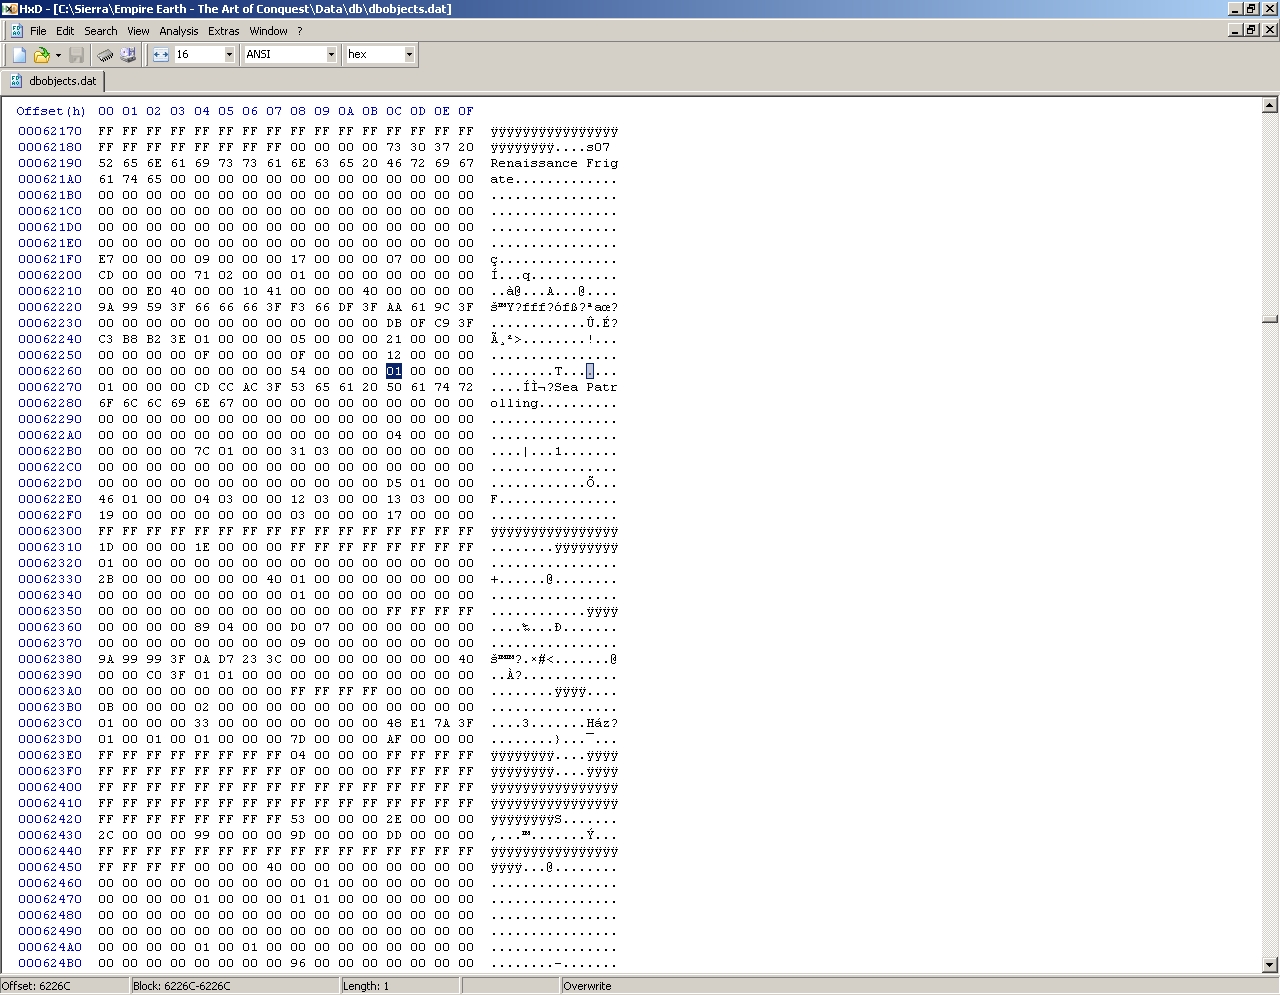 HxD - [C:\Sierra\Empire Earth - The Art of Conquest\Data\db\dbobjects.dat]
File Edit Search View Analysis Extras Window ?
16 ANSI hex
dbobjects.dat
Offset(h) 00 01 02 03 04 05 06 07 08 09 0A 0B 0C 0D 0E 0F
00062170 FF FF FF FF FF FF FF FF FF FF FF FF FF FF FF FF ÿÿÿÿÿÿÿÿÿÿÿÿÿÿÿÿ
00062180 FF FF FF FF FF FF FF FF 00 00 00 00 73 30 37 20 ÿÿÿÿÿÿÿÿ....s07
00062190 52 65 6E 61 69 73 73 61 6E 63 65 20 46 72 69 67 Renaissance Frig
000621A0 61 74 65 00 00 00 00 00 00 00 00 00 00 00 00 00 ate.............
000621B0 00 00 00 00 00 00 00 00 00 00 00 00 00 00 00 00 ................
000621C0 00 00 00 00 00 00 00 00 00 00 00 00 00 00 00 00 ................
000621D0 00 00 00 00 00 00 00 00 00 00 00 00 00 00 00 00 ................
000621E0 00 00 00 00 00 00 00 00 00 00 00 00 00 00 00 00 ................
000621F0 E7 00 00 00 09 00 00 00 17 00 00 00 07 00 00 00 ç...............
00062200 CD 00 00 00 71 02 00 00 01 00 00 00 00 00 00 00 Í...q...........
00062210 00 00 E0 40 00 00 10 41 00 00 00 40 00 00 00 00 ..à@...A...@....
00062220 9A 99 59 3F 66 66 66 3F F3 66 DF 3F AA 61 9C 3F š™Y?fff?ófß?ªaœ?
00062230 00 00 00 00 00 00 00 00 00 00 00 00 DB 0F C9 3F ............Û.É?
00062240 C3 B8 B2 3E 01 00 00 00 05 00 00 00 21 00 00 00 Ã¸²>........!...
00062250 00 00 00 00 0F 00 00 00 0F 00 00 00 12 00 00 00 ................
00062260 00 00 00 00 00 00 00 00 54 00 00 00 01 00 00 00 ........T.......
00062270 01 00 00 00 CD CC AC 3F 53 65 61 20 50 61 74 72 ....ÍÌ¬?Sea Patr
00062280 6F 6C 6C 69 6E 67 00 00 00 00 00 00 00 00 00 00 olling..........
00062290 00 00 00 00 00 00 00 00 00 00 00 00 00 00 00 00 ................
000622A0 00 00 00 00 00 00 00 00 00 00 00 00 04 00 00 00 ................
000622B0 00 00 00 00 7C 01 00 00 31 03 00 00 00 00 00 00 ....|...1.......
000622C0 00 00 00 00 00 00 00 00 00 00 00 00 00 00 00 00 ................
000622D0 00 00 00 00 00 00 00 00 00 00 00 00 D5 01 00 00 ............Õ...
000622E0 46 01 00 00 04 03 00 00 12 03 00 00 13 03 00 00 F...............
000622F0 19 00 00 00 00 00 00 00 03 00 00 00 17 00 00 00 ................
00062300 FF FF FF FF FF FF FF FF FF FF FF FF FF FF FF FF ÿÿÿÿÿÿÿÿÿÿÿÿÿÿÿÿ
00062310 1D 00 00 00 1E 00 00 00 FF FF FF FF FF FF FF FF ........ÿÿÿÿÿÿÿÿ
00062320 01 00 00 00 00 00 00 00 00 00 00 00 00 00 00 00 ................
00062330 2B 00 00 00 00 00 00 40 01 00 00 00 00 00 00 00 +......@........
00062340 00 00 00 00 00 00 00 00 01 00 00 00 00 00 00 00 ................
00062350 00 00 00 00 00 00 00 00 00 00 00 00 FF FF FF FF ............ÿÿÿÿ
00062360 00 00 00 00 89 04 00 00 D0 07 00 00 00 00 00 00 ....‰...Ð.......
00062370 00 00 00 00 00 00 00 00 09 00 00 00 00 00 00 00 ................
00062380 9A 99 99 3F 0A D7 23 3C 00 00 00 00 00 00 00 40 š™™?.×#<.......@
00062390 00 00 C0 3F 01 01 00 00 00 00 00 00 00 00 00 00 ..À?............
000623A0 00 00 00 00 00 00 00 00 FF FF FF FF 00 00 00 00 ........ÿÿÿÿ....
000623B0 0B 00 00 00 02 00 00 00 00 00 00 00 00 00 00 00 ................
000623C0 01 00 00 00 33 00 00 00 00 00 00 00 48 E1 7A 3F ....3.......Ház?
000623D0 01 00 01 00 01 00 00 00 7D 00 00 00 AF 00 00 00 ........}...¯...
000623E0 FF FF FF FF FF FF FF FF 04 00 00 00 FF FF FF FF ÿÿÿÿÿÿÿÿ....ÿÿÿÿ
000623F0 FF FF FF FF FF FF FF FF 0F 00 00 00 FF FF FF FF ÿÿÿÿÿÿÿÿ....ÿÿÿÿ
00062400 FF FF FF FF FF FF FF FF FF FF FF FF FF FF FF FF ÿÿÿÿÿÿÿÿÿÿÿÿÿÿÿÿ
00062410 FF FF FF FF FF FF FF FF FF FF FF FF FF FF FF FF ÿÿÿÿÿÿÿÿÿÿÿÿÿÿÿÿ
00062420 FF FF FF FF FF FF FF FF 53 00 00 00 2E 00 00 00 ÿÿÿÿÿÿÿÿS.......
00062430 2C 00 00 00 99 00 00 00 9D 00 00 00 DD 00 00 00 ,...™.......Ý...
00062440 FF FF FF FF FF FF FF FF FF FF FF FF FF FF FF FF ÿÿÿÿÿÿÿÿÿÿÿÿÿÿÿÿ
00062450 FF FF FF FF 00 00 00 40 00 00 00 00 00 00 00 00 ÿÿÿÿ...@........
00062460 00 00 00 00 00 00 00 00 00 01 00 00 00 00 00 00 ................
00062470 00 00 00 00 01 00 00 00 01 01 00 00 00 00 00 00 ................
00062480 00 00 00 00 00 00 00 00 00 00 00 00 00 00 00 00 ................
00062490 00 00 00 00 00 00 00 00 00 00 00 00 00 00 00 00 ................
000624A0 00 00 00 00 01 00 01 00 00 00 00 00 00 00 00 00 ................
000624B0 00 00 00 00 00 00 00 00 96 00 00 00 00 00 00 00 ........–.......
Offset: 6226C Block: 6226C-6226C Length: 1 Overwrite